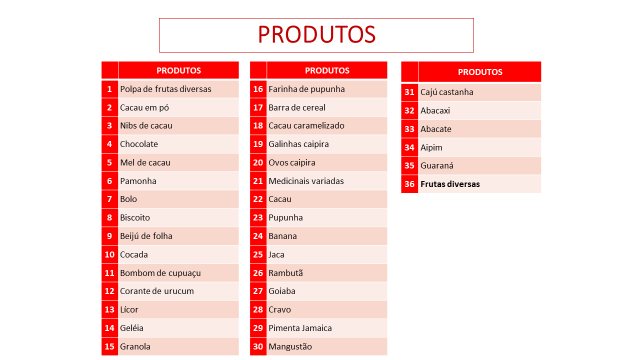 PRODUTOS
PRODUTOS
1 Polpa de frutas diversas
2 Cacau em pó
3 Nibs de cacau
4 Chocolate
5 Mel de cacau
6 Pamonha
7 Bolo
8 Biscoito
9 Beijú de folha
10 Cocada
11 Bombom de cupuaçu
12 Corante de urucum
13 Lícor
14 Geléia
15 Granola
PRODUTOS
16 Farinha de pupunha
17 Barra de cereal
18 Cacau caramelizado
19 Galinhas caipira
20 Ovos caipira
21 Medicinais variadas
22 Cacau
23 Pupunha
24 Banana
25 Jaca
26 Rambutã
27 Goiaba
28 Cravo
29 Pimenta Jamaica
30 Mangustão
PRODUTOS
31 Cajú castanha
32 Abacaxi
33 Abacate
34 Aipim
35 Guaraná
36 Frutas diversas